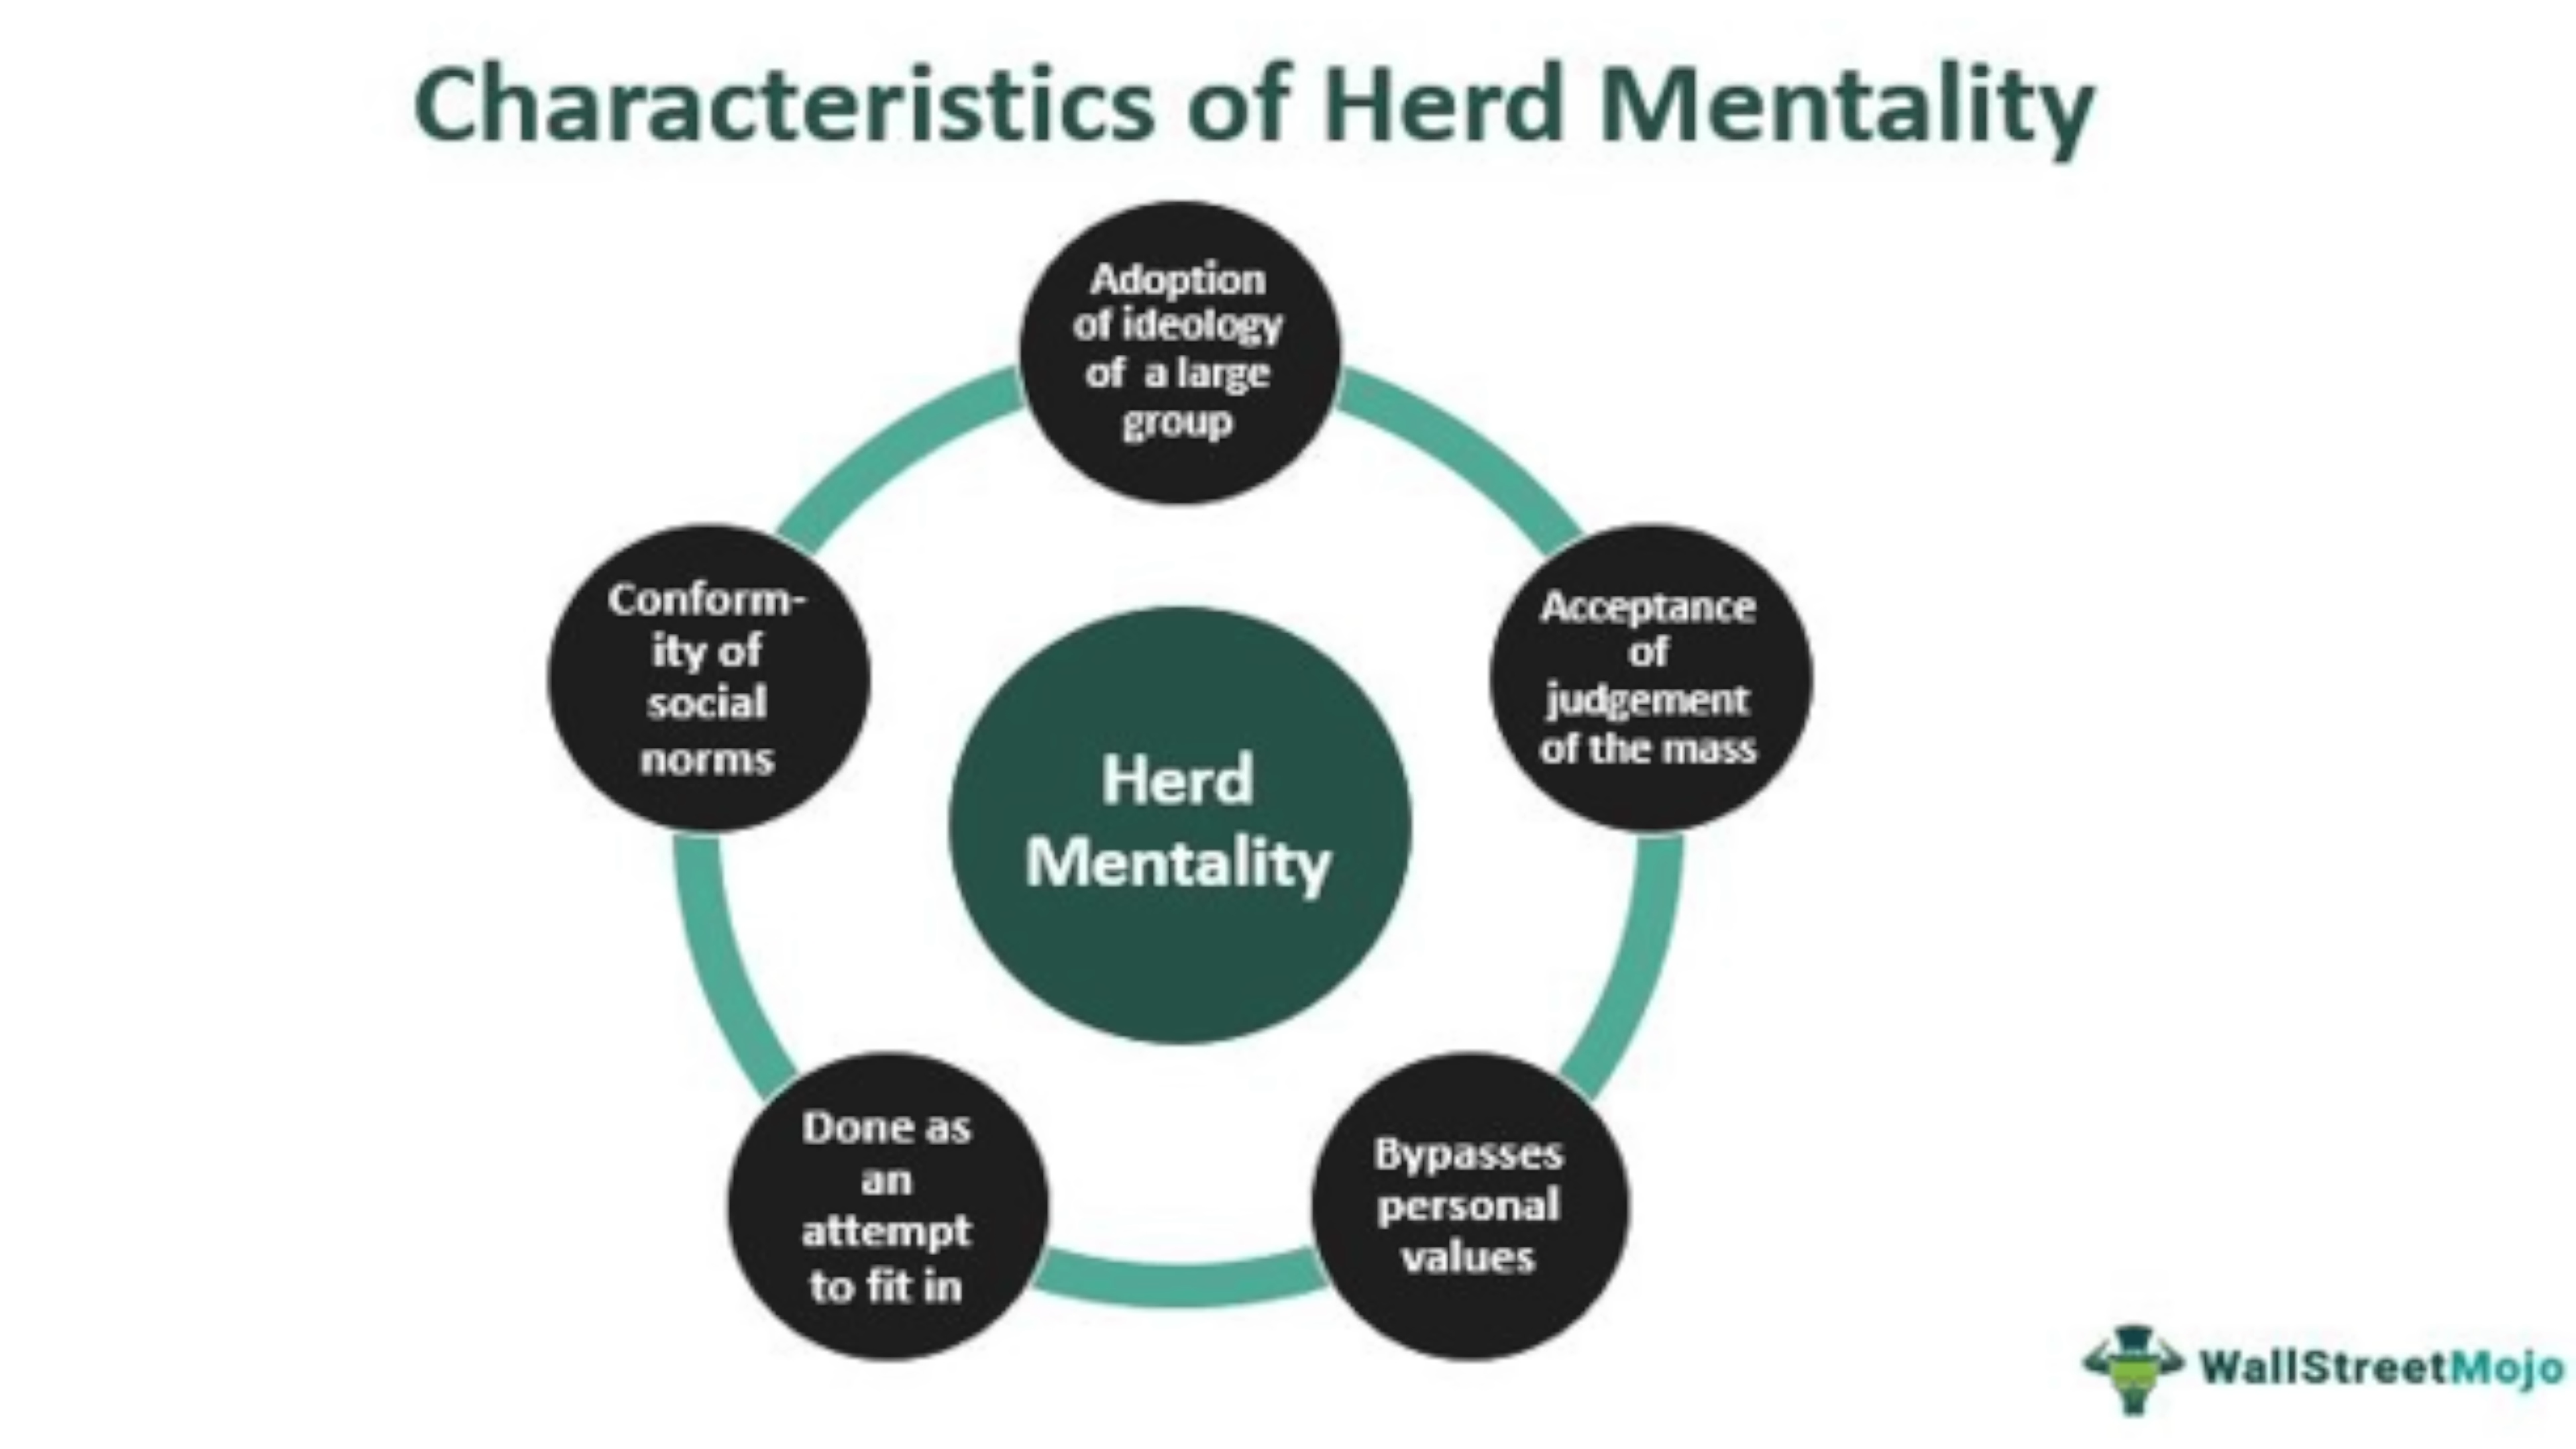 Characteristics of Herd Mentality
Adoption
of ideology
of a large
group
Acceptance
of
judgement
of the mass
Bypasses
personal
values
Done as
an
attempt
to fit in
Conform-
ity of
social
norms
Herd
Mentality
WallStreetMojo